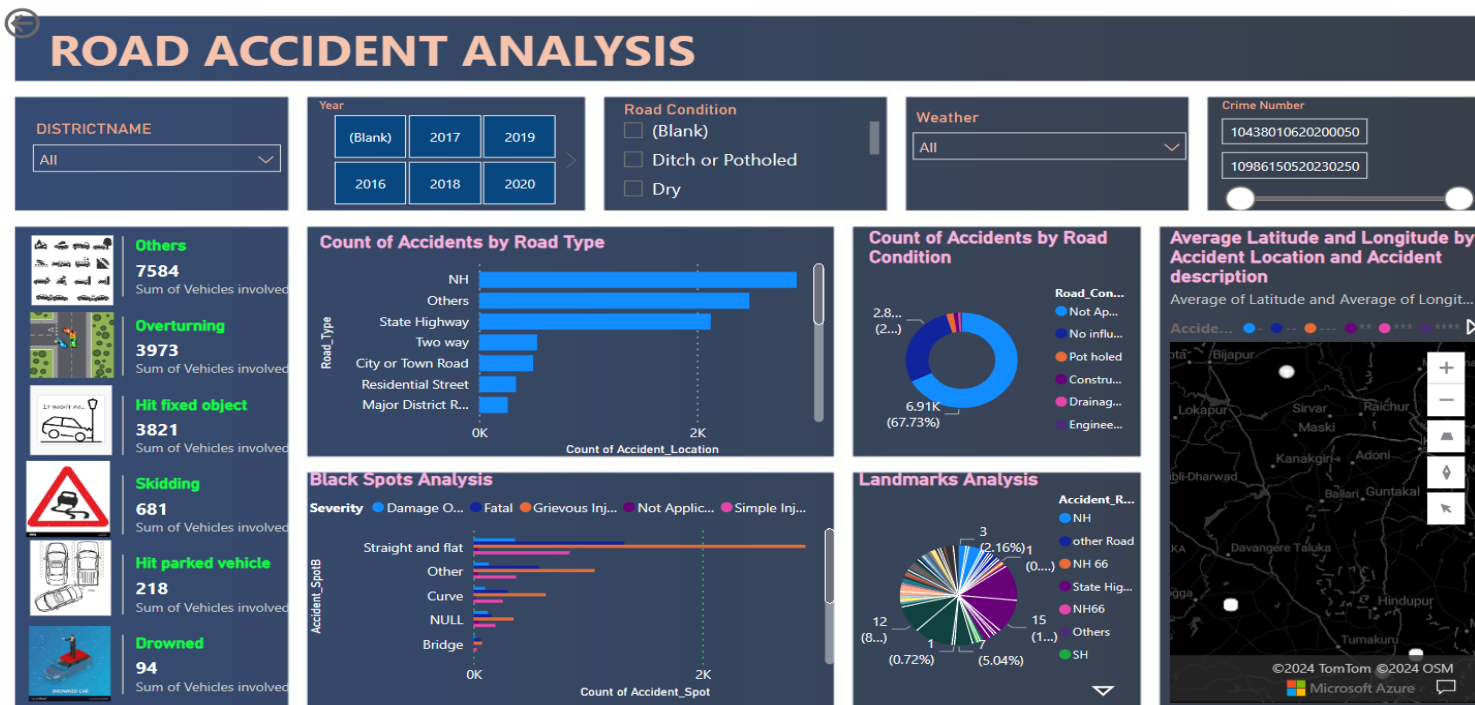 ROAD ACCIDENT ANALYSIS
DISTRICTNAME
All
Year
(Blank)
2017
2019
2016
2018
2020
Road Condition
(Blank)
Ditch or Potholed
Dry
Weather
All
Crime Number
10438010620200050
10986150520230250
Others
7584
Sum of Vehicles involved
Overturning
3973
Sum of Vehicles involved
Hit fixed object
3821
Sum of Vehicles involved
Skidding
681
Sum of Vehicles involved
Hit parked vehicle
218
Sum of Vehicles involved
Drowned
94
Sum of Vehicles involved
It wasn't me...
DROWNED CAR
Count of Accidents by Road Type
Road_Type
NH
Others
State Highway
Two way
City or Town Road
Residential Street
Major District R...
0K
2K
Count of Accident_Location
Count of Accidents by Road
Condition
2.8...
(2...)
6.91K
(67.73%)
Road_Con...
Not Ap...
No influ...
Pot holed
Constru...
Drainag...
Enginee...
Average Latitude and Longitude by
Accident Location and Accident
description
Average of Latitude and Average of Longit...
Accide...
-
--
---
**
***
****
Bijapur
Lokapur
Sirvar
Raichur
Maski
Kanakgiri
Adoni
bli-Dharwad
Ballari
Guntakal
KA
Davangere Taluka
Hindupur
Tumakuru
©2024 TomTom ©2024 OSM
Microsoft Azure
Black Spots Analysis
Severity
Damage O...
Fatal
Grievous Inj...
Not Applic...
Simple Inj...
Accident_SpotB
Straight and flat
Other
Curve
NULL
Bridge
0K
2K
Count of Accident_Spot
Landmarks Analysis
3
(2.16%)
1
(0....)
15
(1...)
7
(5.04%)
1
(0.72%)
12
(8...)
Accident_R...
NH
other Road
NH 66
State Hig...
NH66
Others
SH